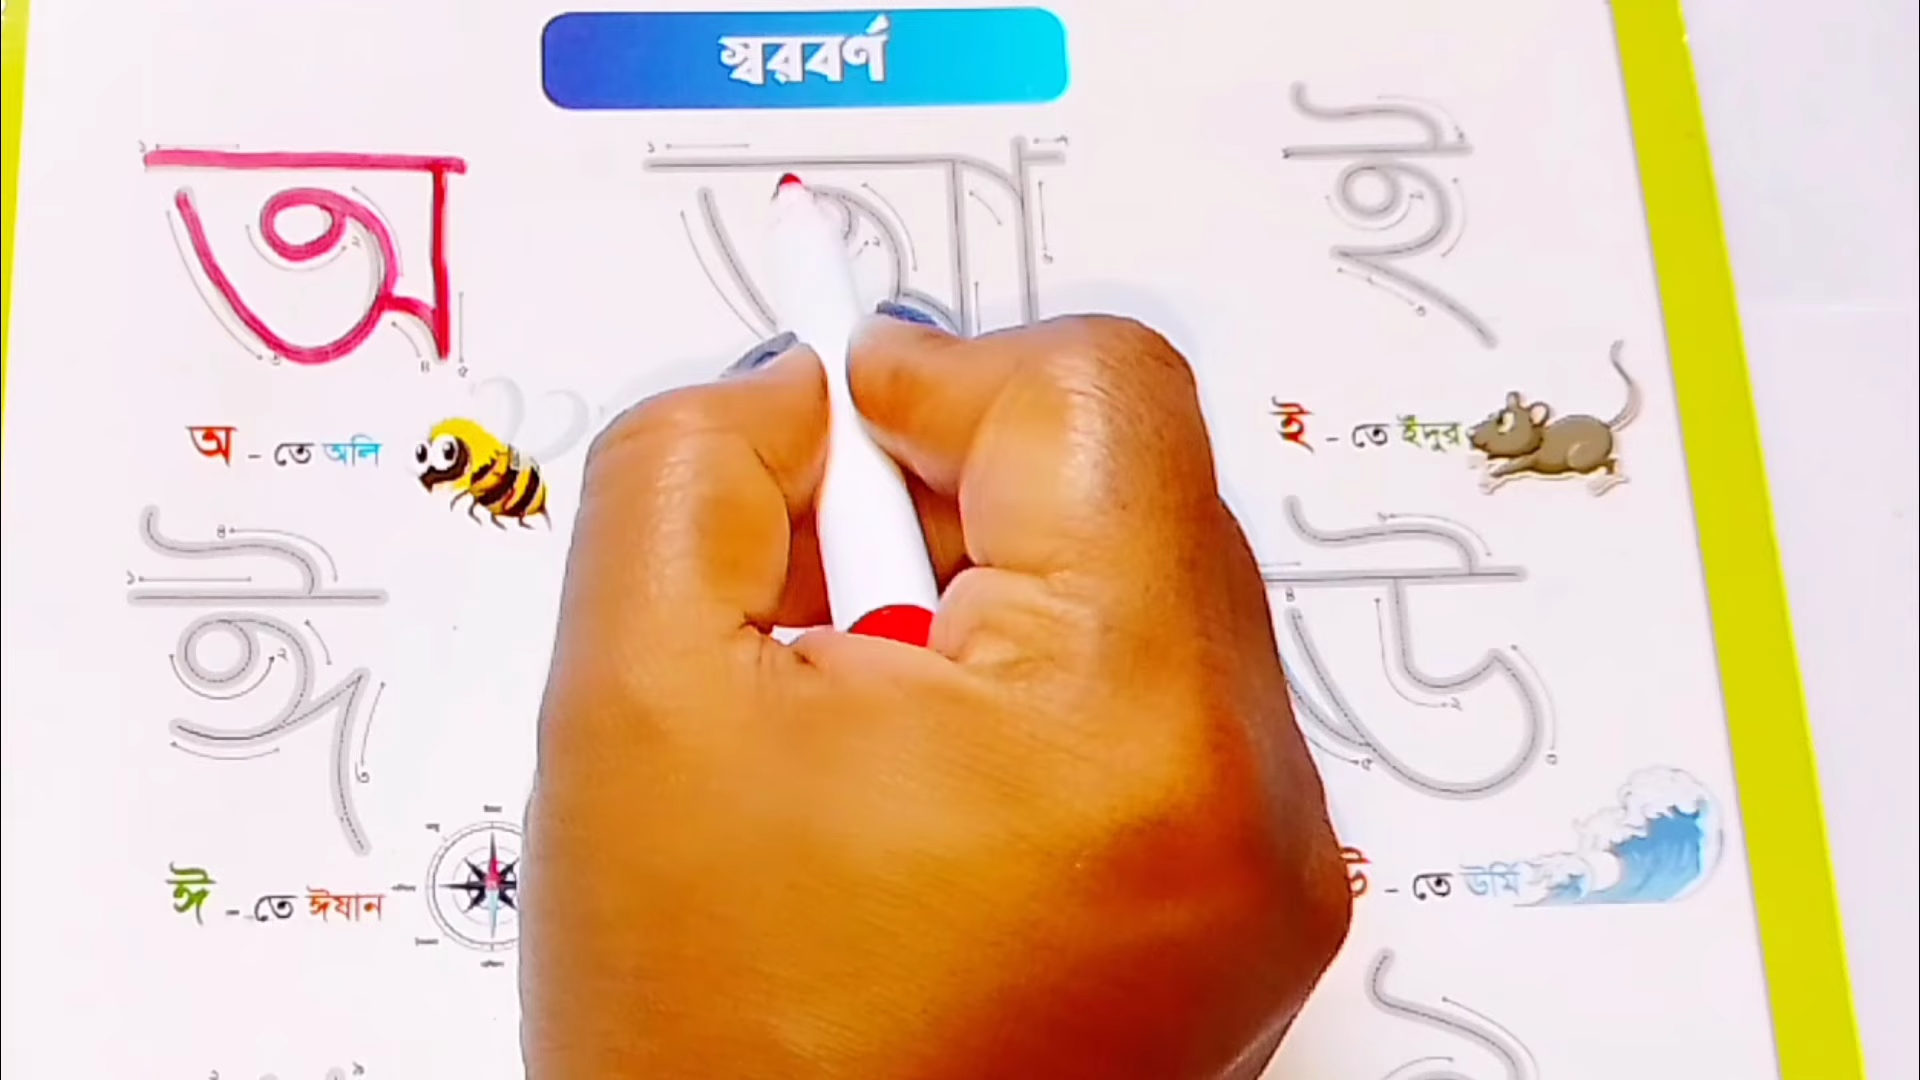 স্বরবর্ণ
অ
ই
অ - তে অলি
ই - তে ইঁদুর
ঈ
ঊ
ঈ - তে ঈষান
- তে ঊর্মি